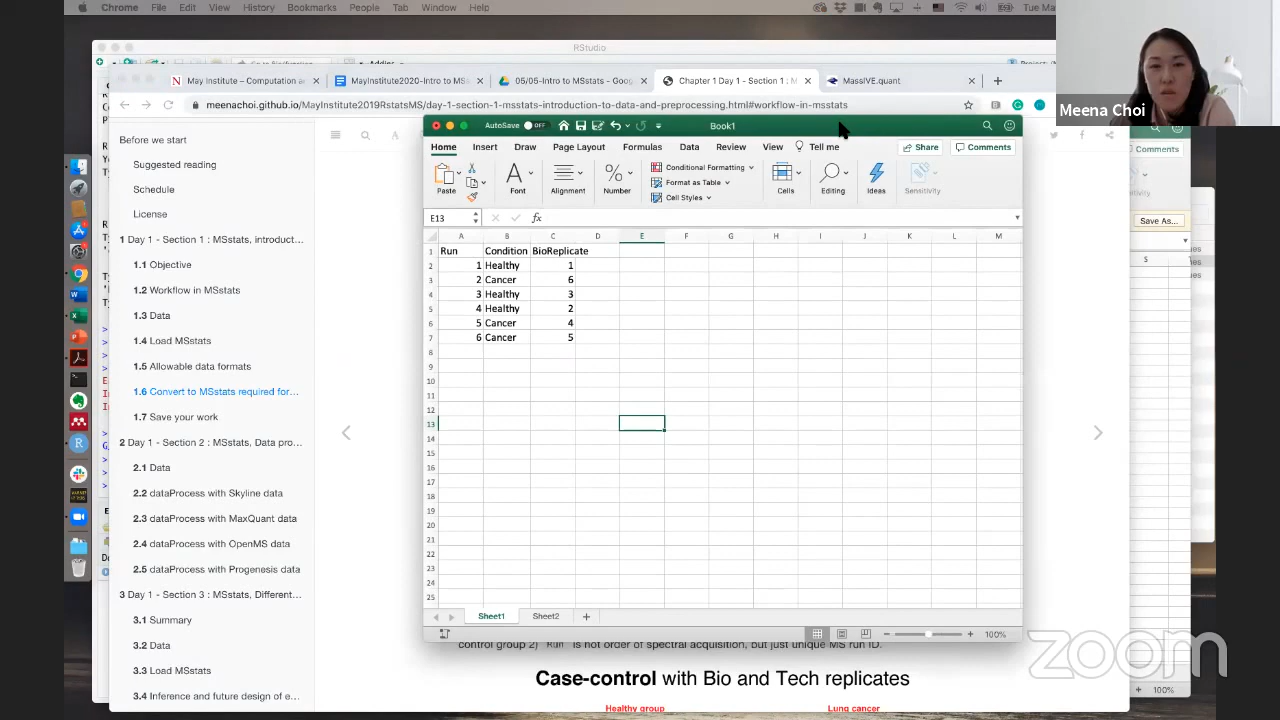 Chrome File Edit View History Bookmarks People Tab Window Help
Tue Ma
RStudio
May Institute – Computation a
MayInstitute2020-Intro to MS
05/05-Intro to MSstats - Goog
Chapter 1 Day 1 - Section 1 : M
MassIVE.quant
meenachoi.github.io/MayInstitute2019RstatsMS/day-1-section-1-msstats-introduction-to-data-and-preprocessing.html#workflow-in-msstats
Meena Choi
Before we start
Suggested reading
Schedule
License
1 Day 1 - Section 1 : MSstats, introduct...
1.1 Objective
1.2 Workflow in MSstats
1.3 Data
1.4 Load MSstats
1.5 Allowable data formats
1.6 Convert to MSstats required for...
1.7 Save your work
2 Day 1 - Section 2 : MSstats, Data pro...
2.1 Data
2.2 dataProcess with Skyline data
2.3 dataProcess with MaxQuant data
2.4 dataProcess with OpenMS data
2.5 dataProcess with Progenesis data
3 Day 1 - Section 3 : MSstats, Different...
3.1 Summary
3.2 Data
3.3 Load MSstats
3.4 Inference and future design of e...
AutoSave OFF Book1
Home Insert Draw Page Layout Formulas Data Review View Tell me Share Comments
Paste Font Alignment Number Conditional Formatting Format as Table Cell Styles Cells Editing Ideas Sensitivity
E13 fx
A B C D E F G H I J K L M
1 Run Condition BioReplicate
2 1 Healthy 1
3 2 Cancer 6
4 3 Healthy 3
5 4 Healthy 2
6 5 Cancer 4
7 6 Cancer 5
8
9
10
11
12
13
14
15
16
17
18
19
20
21
22
23
24
25
Sheet1 Sheet2
100%
Comments
Save As...
S
100%
control group 2) Run is not order of spectral acquisition, but just unique MS run ID.
Case-control with Bio and Tech replicates
Healthy group Lung cancer
zoom